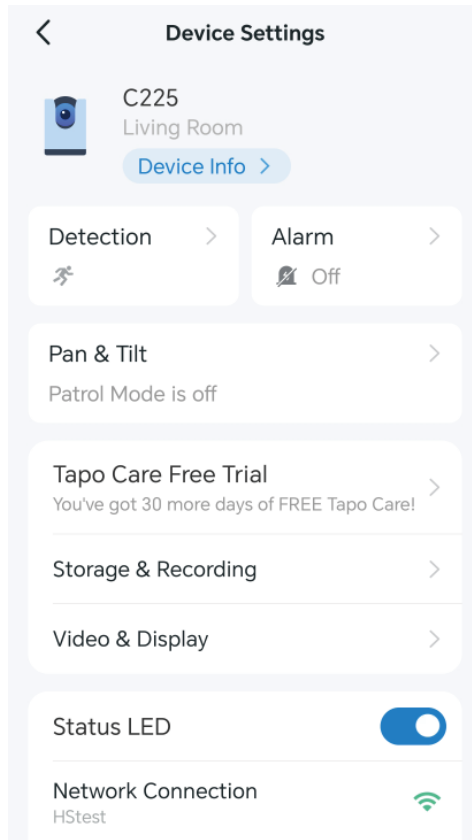 Device Settings
C225
Living Room
Device Info
Detection
Alarm
Off
Pan & Tilt
Patrol Mode is off
Tapo Care Free Trial
You've got 30 more days of FREE Tapo Care!
Storage & Recording
Video & Display
Status LED
Network Connection
HStest